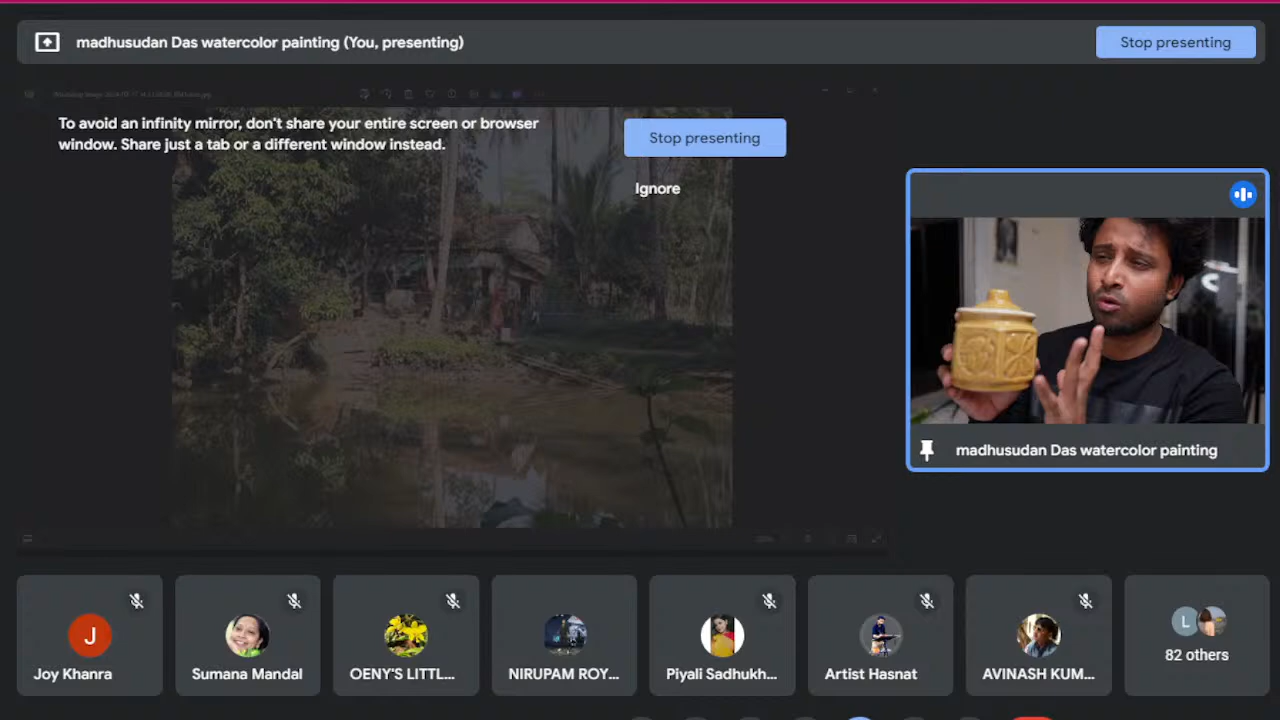 madhusudan Das watercolor painting (You, presenting)
Stop presenting
To avoid an infinity mirror, don't share your entire screen or browser
window. Share just a tab or a different window instead.
Stop presenting
Ignore
madhusudan Das watercolor painting
J
Joy Khanra
Sumana Mandal
OENY'S LITTL...
NIRUPAM ROY...
Piyali Sadhukh...
Artist Hasnat
AVINASH KUM...
L
82 others